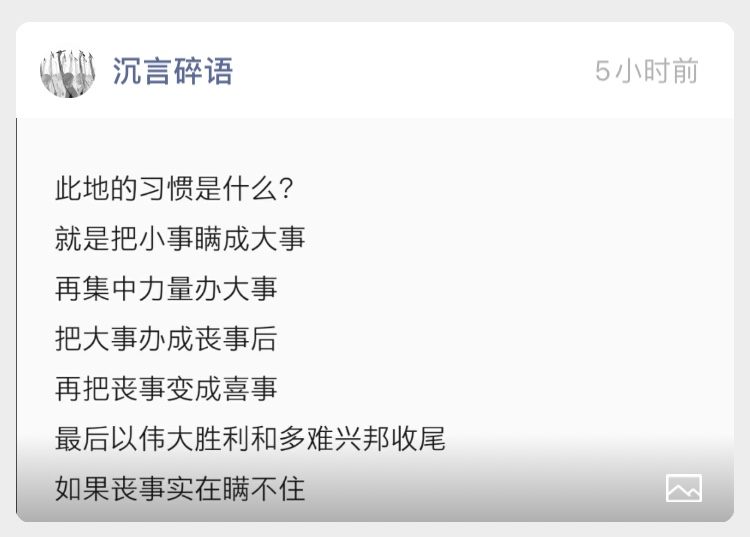 沉言碎语
5小时前
此地的习惯是什么?
就是把小事瞒成大事
再集中力量办大事
把大事办成丧事后
再把丧事变成喜事
最后以伟大胜利和多难兴邦收尾
如果丧事实在瞒不住